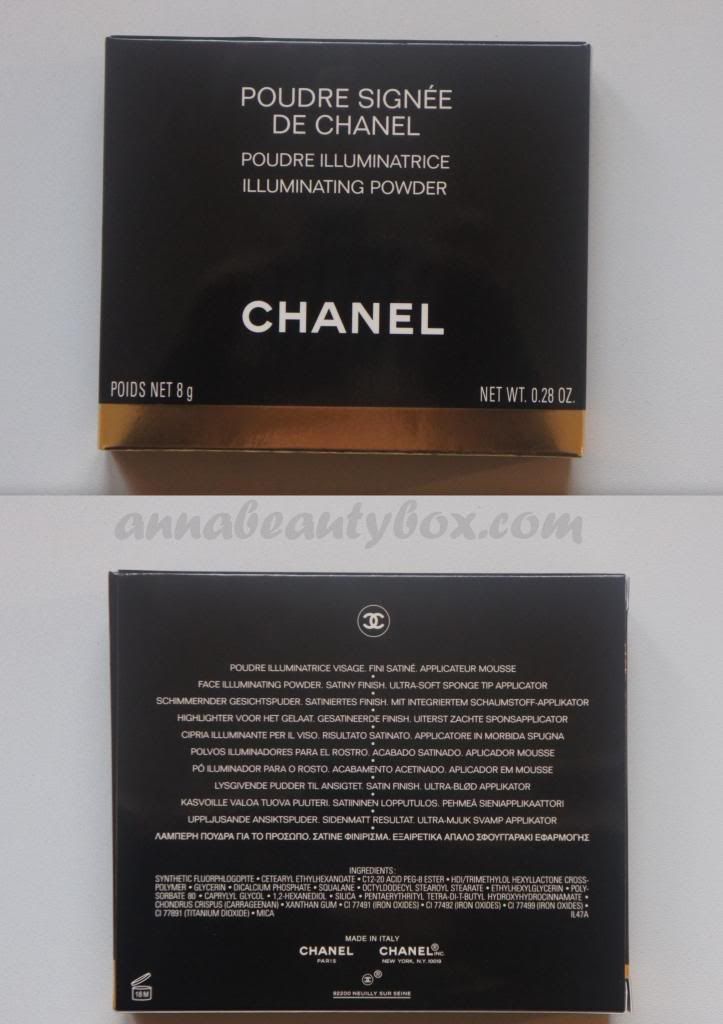 POUDRE SIGNÉE
DE CHANEL
POUDRE ILLUMINATRICE
ILLUMINATING POWDER
CHANEL
POIDS NET 8 g
NET WT. 0.28 OZ.
annabeautybox.com
POUDRE ILLUMINATRICE VISAGE. FINI SATINÉ. APPLICATEUR MOUSSE
FACE ILLUMINATING POWDER. SATINY FINISH. ULTRA-SOFT SPONGE TIP APPLICATOR
SCHIMMERNDER GESICHTSPUDER. SATINIERTES FINISH. MIT INTEGRIERTEM SCHAUMSTOFF-APPLIKATOR
HIGHLIGHTER VOOR HET GELAAT. GESATINEERDE FINISH. UITERST ZACHTE SPONSAPPLICATOR
CIPRIA ILLUMINANTE PER IL VISO. RISULTATO SATINATO. APPLICATORE IN MORBIDA SPUGNA
POLVOS ILUMINADORES PARA EL ROSTRO. ACABADO SATINADO. APLICADOR MOUSSE
PÓ ILUMINADOR PARA O ROSTO. ACABAMENTO ACETINADO. APLICADOR EM MOUSSE
LYSGIVENDE PUDDER TIL ANSIGTET. SATIN FINISH. ULTRA-BLØD APPLIKATOR
KASVOILLE VALOA TUOVA PUUTERI. SATIININEN LOPPUTULOS. PEHMEÄ SIENIAPPLIKAATTORI
UPPLJUSANDE ANSIKTSPUDER. SIDENMATT RESULTAT. ULTRA-MJUK SVAMP APPLIKATOR
ΛΑΜΠΕΡΗ ΠΟΥΔΡΑ ΓΙΑ ΤΟ ΠΡΟΣΩΠΟ. ΣΑΤΙΝΕ ΦΙΝΙΡΙΣΜΑ. ΕΞΑΙΡΕΤΙΚΑ ΑΠΑΛΟ ΣΦΟΥΓΓΑΡΑΚΙ ΕΦΑΡΜΟΓΗΣ
INGREDIENTS:
SYNTHETIC FLUORPHLOGOPITE • CETEARYL ETHYLHEXANOATE • C12-20 ACID PEG-8 ESTER • HDI/TRIMETHYLOL HEXYLLACTONE CROSS-
POLYMER • GLYCERIN • DICALCIUM PHOSPHATE • SQUALANE • OCTYLDODECYL STEAROYL STEARATE • ETHYLHEXYLGLYCERIN • POLY-
SORBATE 80 • CAPRYLYL GLYCOL • 1,2-HEXANEDIOL • SILICA • PENTAERYTHRITYL TETRA-DI-T-BUTYL HYDROXYHYDROCINNAMATE •
CHONDRUS CRISPUS (CARRAGEENAN) • XANTHAN GUM • CI 77491 (IRON OXIDES) • CI 77492 (IRON OXIDES) • CI 77499 (IRON OXIDES) •
CI 77891 (TITANIUM DIOXIDE) • MICA
IL47A
MADE IN ITALY
CHANEL CHANEL® INC.
PARIS NEW YORK, N.Y. 10019
18 M
®
92200 NEUILLY SUR SEINE